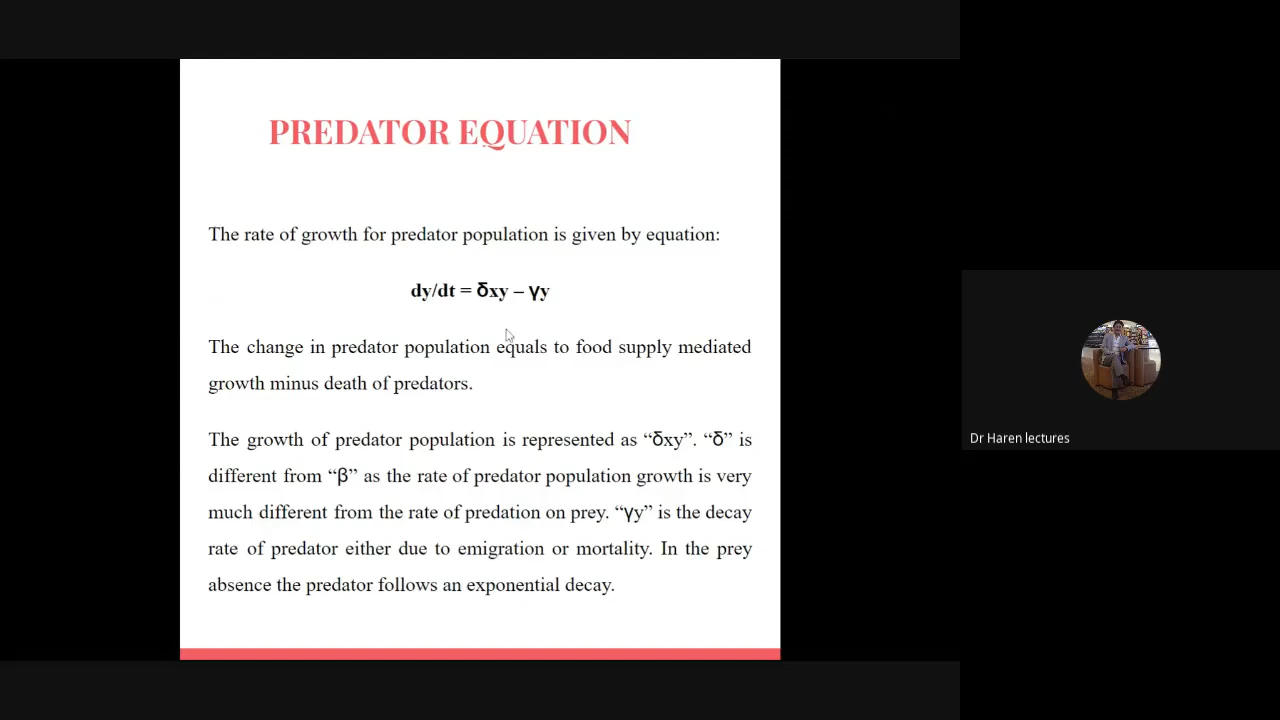 PREDATOR EQUATION
The rate of growth for predator population is given by equation:
dy/dt = δxy – γy
The change in predator population equals to food supply mediated
growth minus death of predators.
The growth of predator population is represented as “δxy”. “δ” is
different from “β” as the rate of predator population growth is very
much different from the rate of predation on prey. “γy” is the decay
rate of predator either due to emigration or mortality. In the prey
absence the predator follows an exponential decay.
Dr Haren lectures